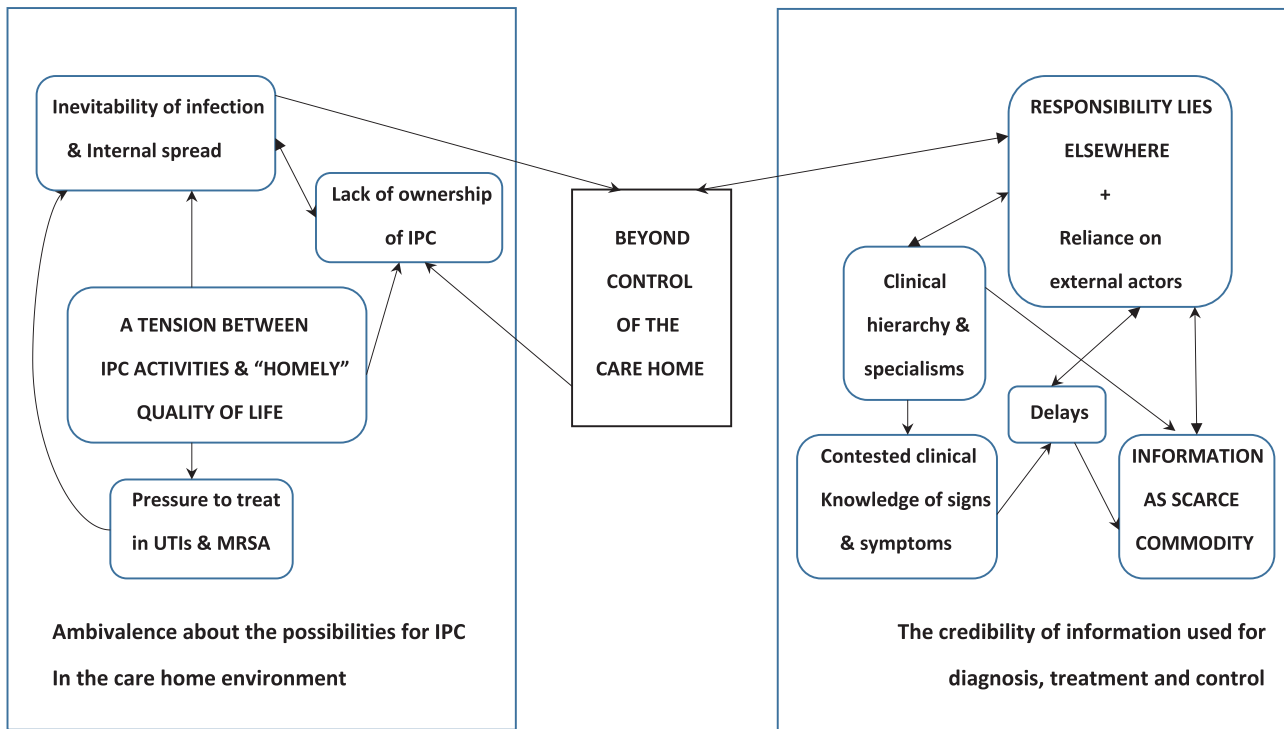 Inevitability of infection
& Internal spread
Lack of ownership
of IPC
A TENSION BETWEEN
IPC ACTIVITIES & “HOMELY”
QUALITY OF LIFE
Pressure to treat
in UTIs & MRSA
Ambivalence about the possibilities for IPC
In the care home environment
BEYOND
CONTROL
OF THE
CARE HOME
RESPONSIBILITY LIES
ELSEWHERE
+
Reliance on
external actors
Clinical
hierarchy &
specialisms
Delays
Contested clinical
Knowledge of signs
& symptoms
INFORMATION
AS SCARCE
COMMODITY
The credibility of information used for
diagnosis, treatment and control